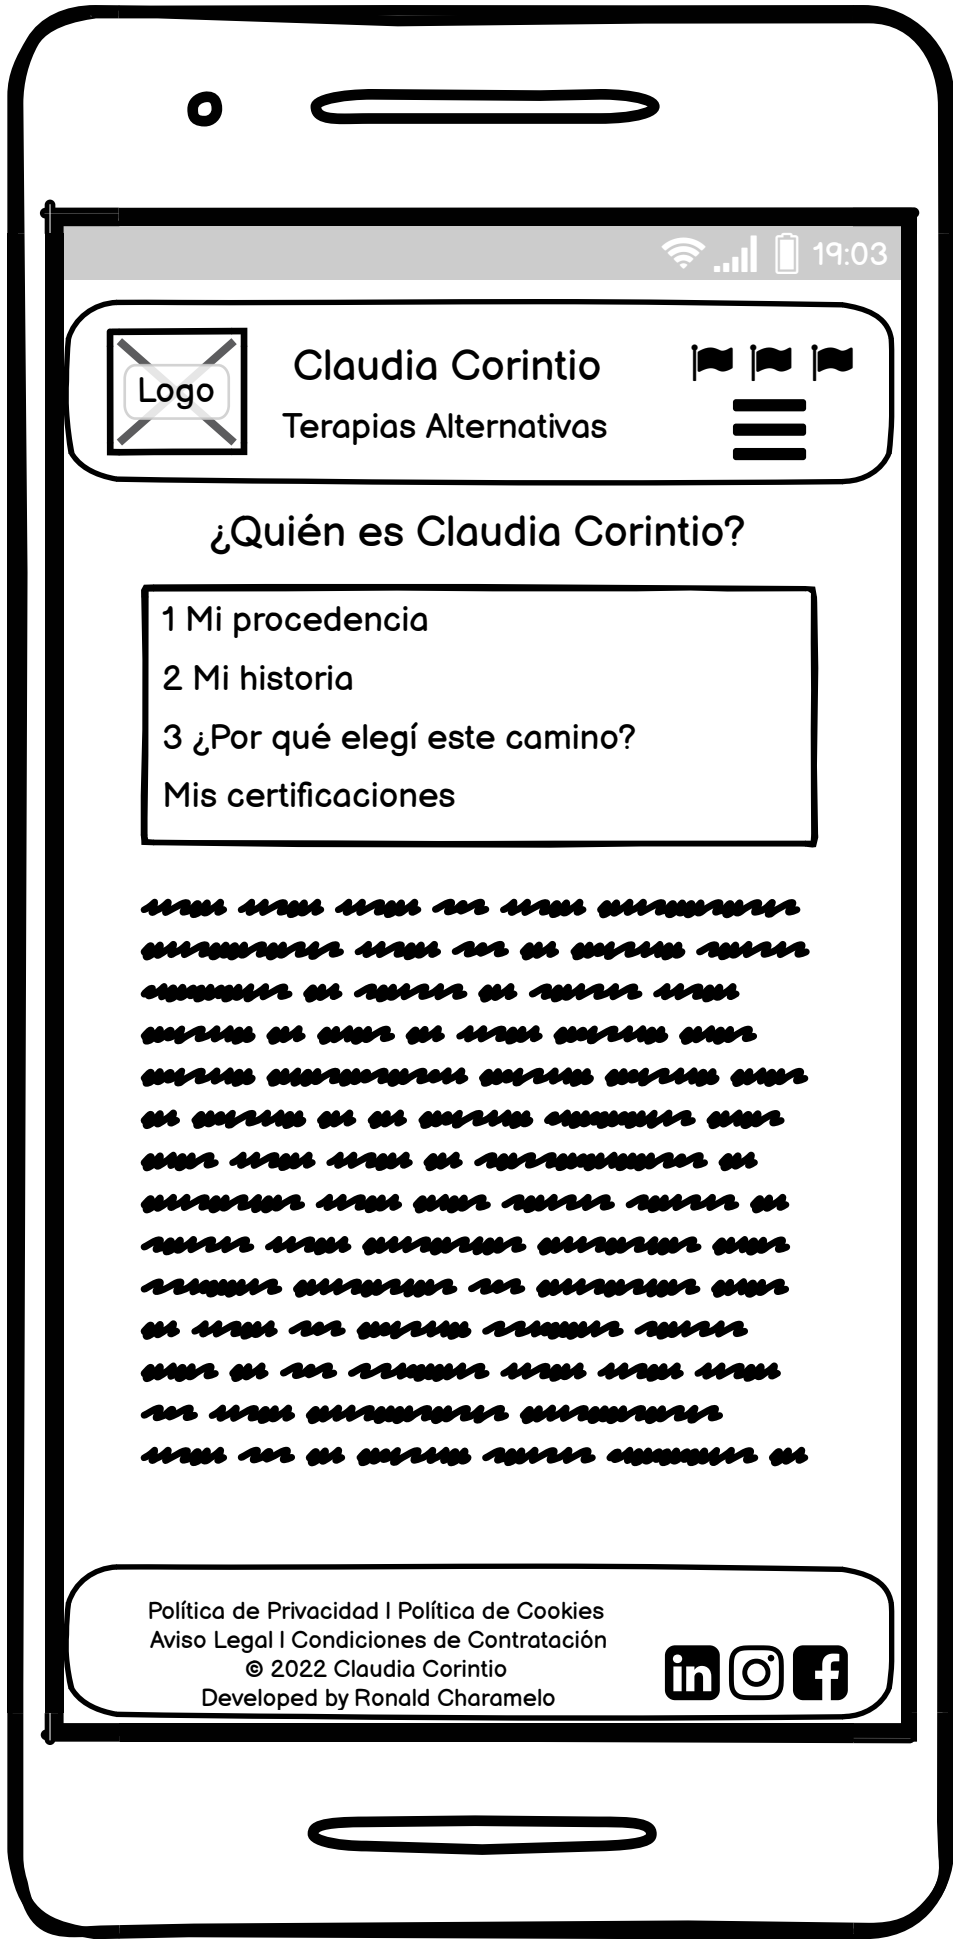 19:03
Logo
Claudia Corintio
Terapias Alternativas
¿Quién es Claudia Corintio?
1 Mi procedencia
2 Mi historia
3 ¿Por qué elegí este camino?
Mis certificaciones
Política de Privacidad | Política de Cookies
Aviso Legal | Condiciones de Contratación
© 2022 Claudia Corintio
Developed by Ronald Charamelo
in
f